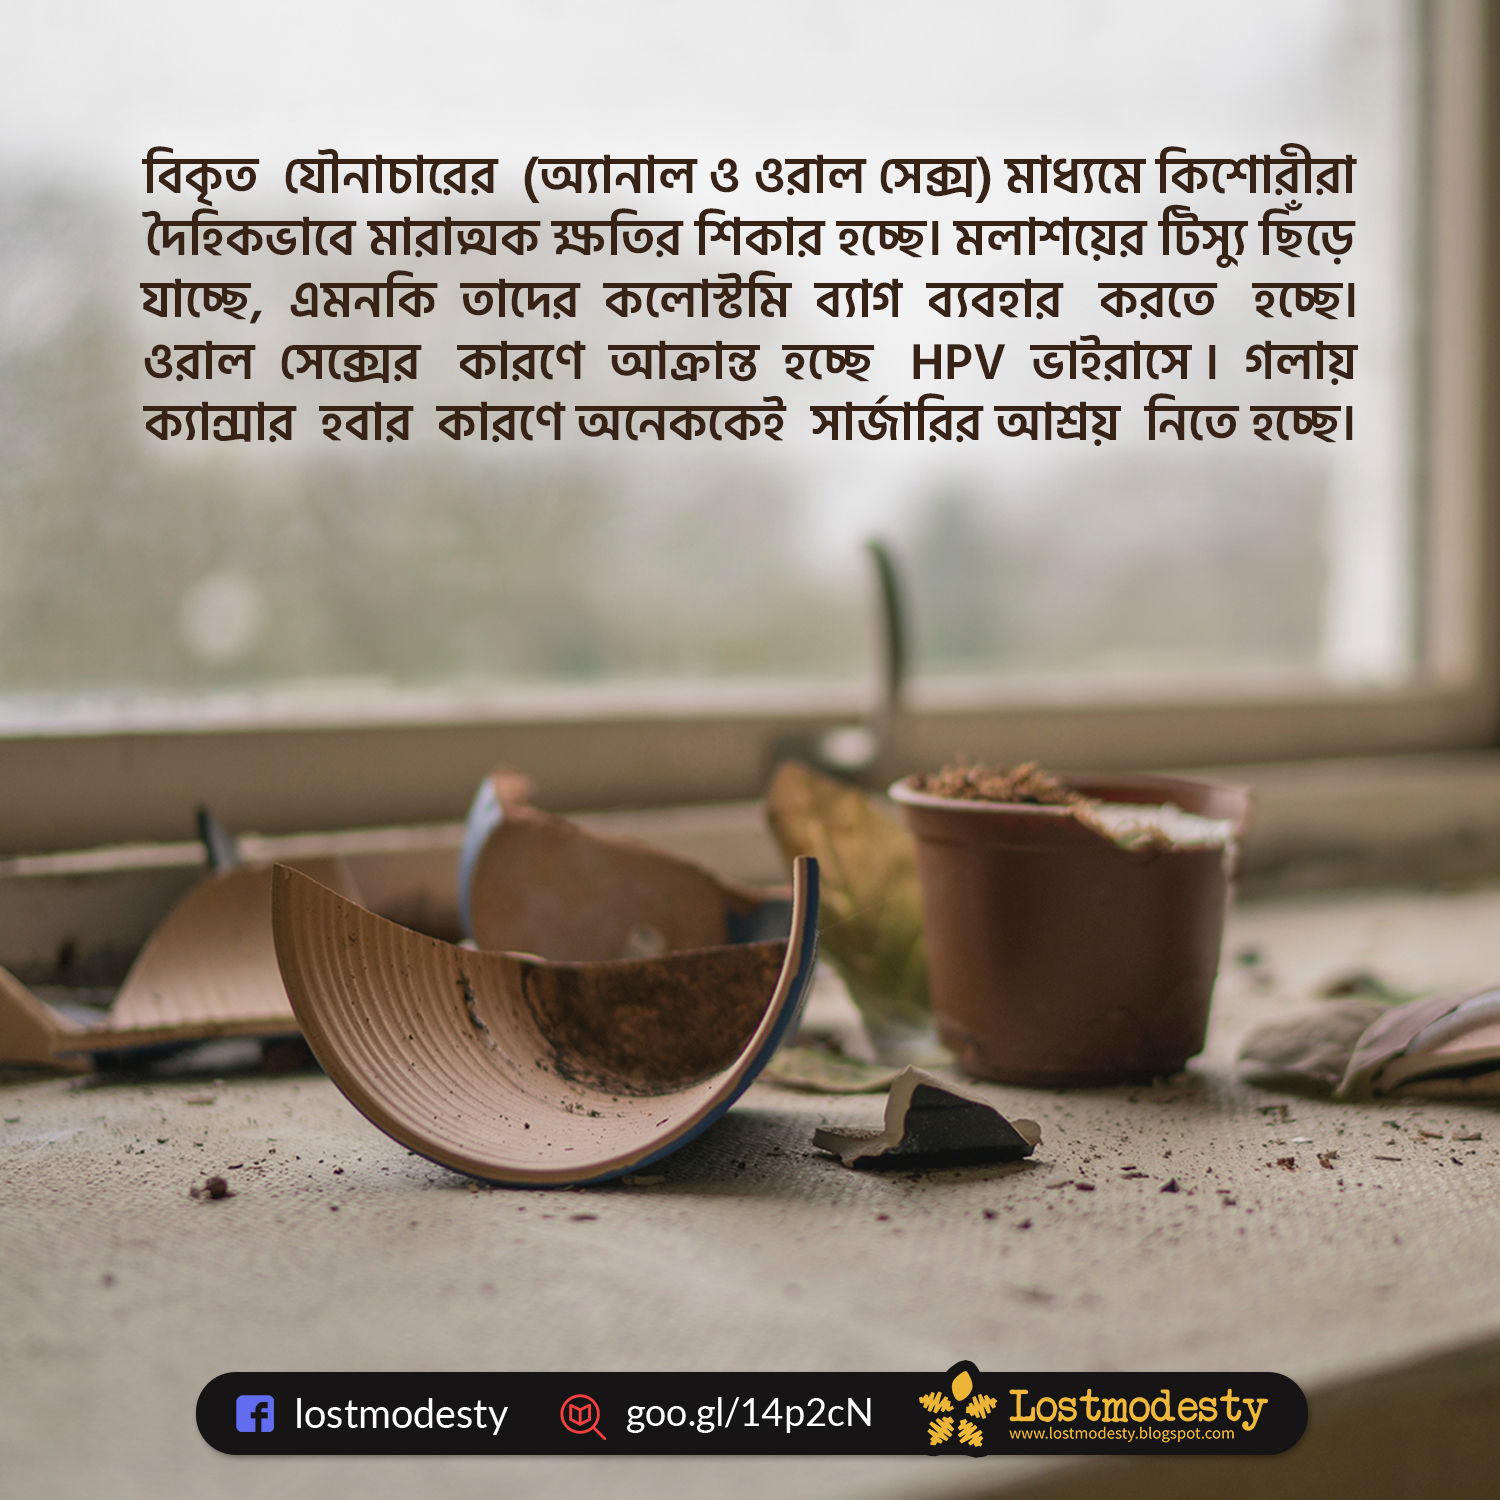 বিকৃত যৌনাচারের (অ্যানাল ও ওরাল সেক্স) মাধ্যমে কিশোরীরা
দৈহিকভাবে মারাত্মক ক্ষতির শিকার হচ্ছে। মলাশয়ের টিস্যু ছিঁড়ে
যাচ্ছে, এমনকি তাদের কলোস্টমি ব্যাগ ব্যবহার করতে হচ্ছে।
ওরাল সেক্সের কারণে আক্রান্ত হচ্ছে HPV ভাইরাসে । গলায়
ক্যান্সার হবার কারণে অনেককেই সার্জারির আশ্রয় নিতে হচ্ছে।
lostmodesty goo.gl/14p2cN Lostmodesty
www.lostmodesty.blogspot.com